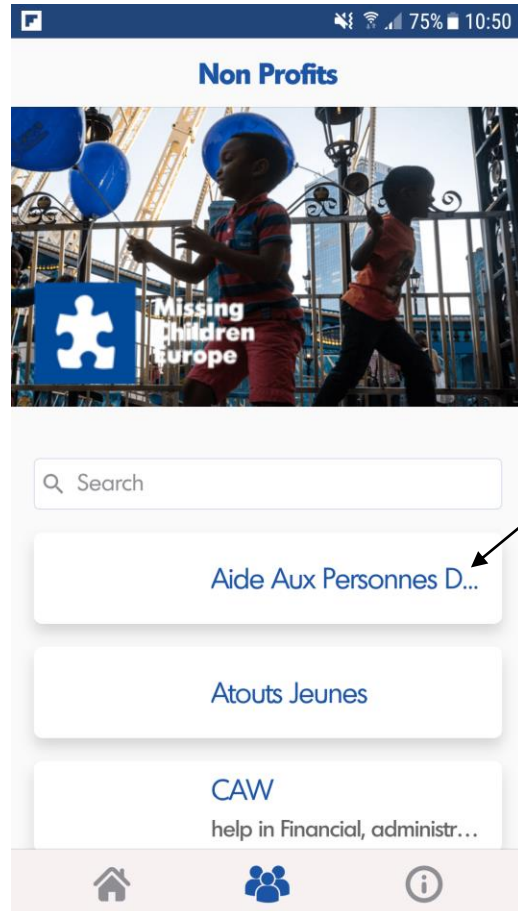 75% 10:50
Non Profits
Missing
Children
Europe
Search
Aide Aux Personnes D...
Atouts Jeunes
CAW
help in Financial, administr...